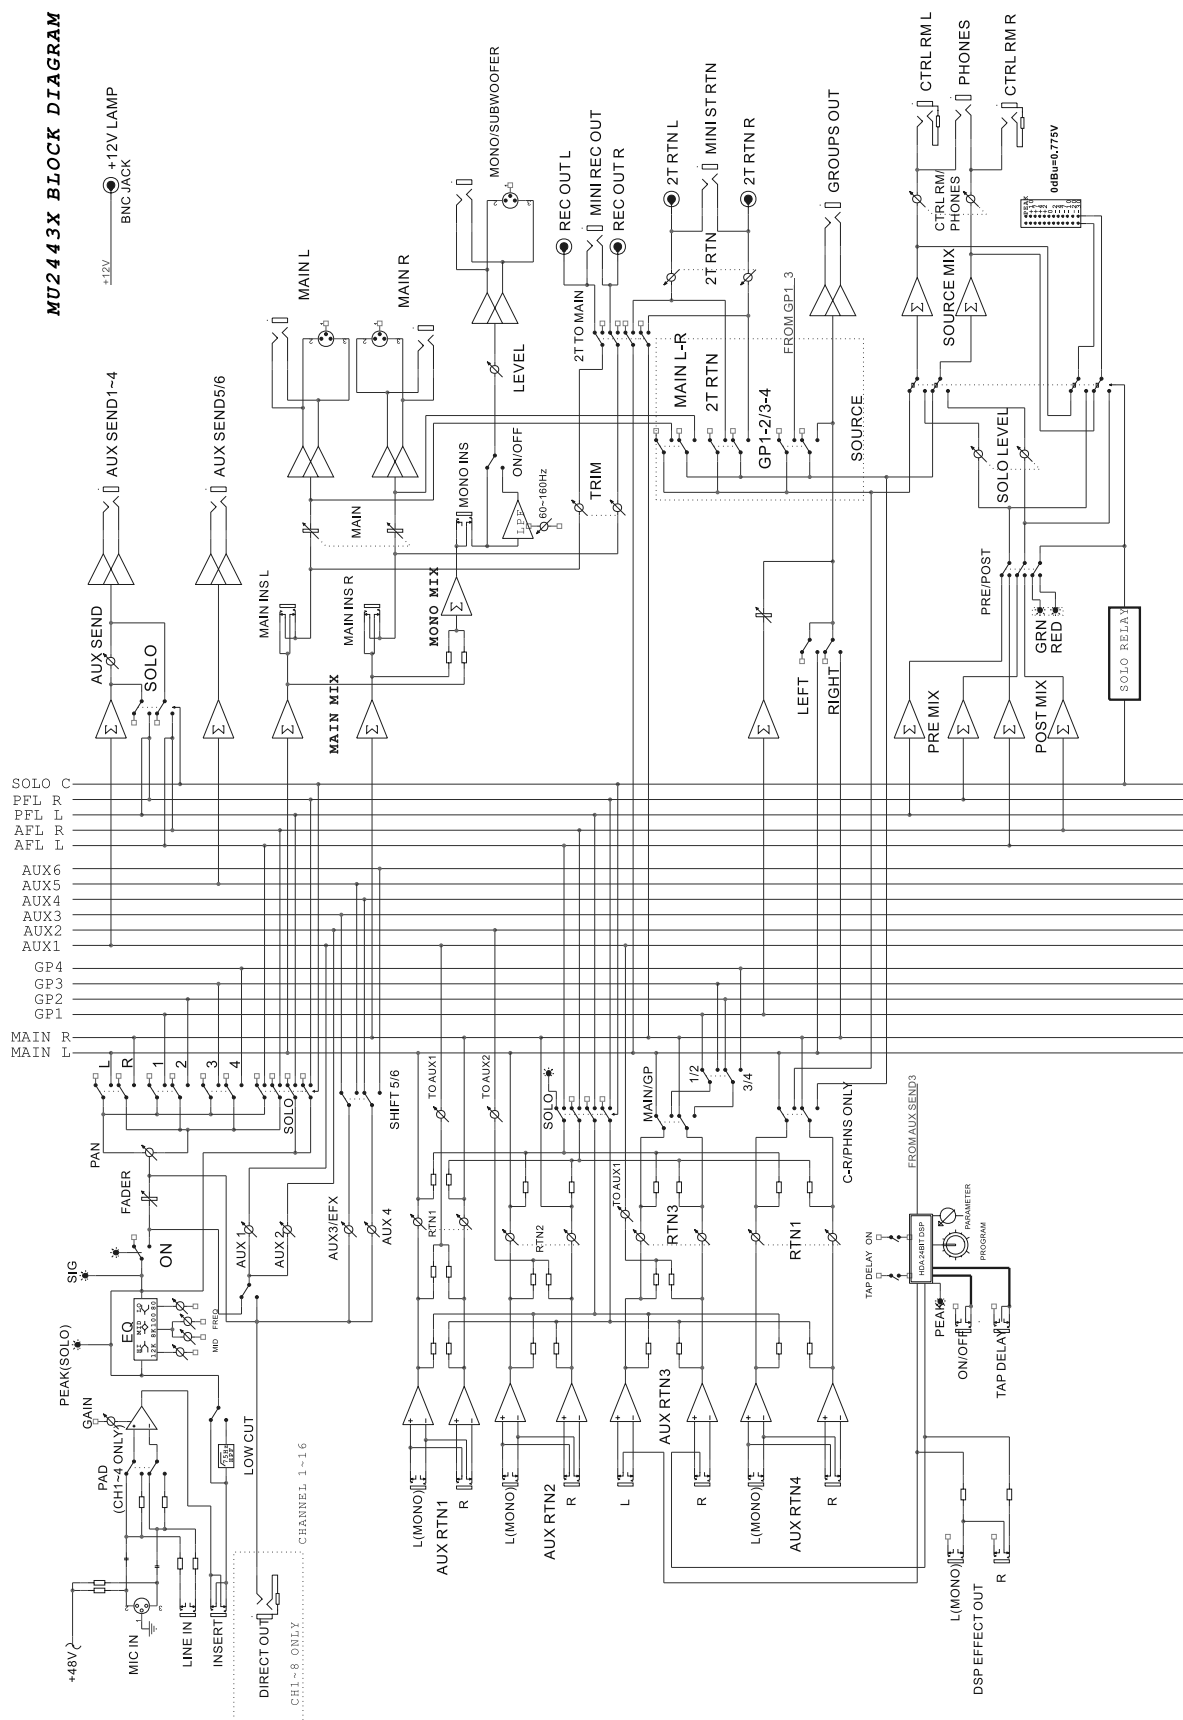 MU2443X BLOCK DIAGRAM
+12V
+12V LAMP
BNC JACK
AUX SEND1~4
AUX SEND
SOLO
AUX SEND5/6
MAIN L
MAIN R
MAIN
MAIN INS L
MAIN INS R
MAIN MIX
MONO MIX
MONO/SUBWOOFER
LEVEL
ON/OFF
MONO INS
LPF
60~160Hz
REC OUT L
MINI REC OUT
REC OUT R
2T TO MAIN
TRIM
2T RTN L
MINI ST RTN
2T RTN R
2T RTN
MAIN L-R
2T RTN
GP1-2/3-4
SOURCE
FROM GP1_3
GROUPS OUT
LEFT
RIGHT
CTRL RM L
PHONES
CTRL RM R
CTRL RM/
PHONES
0dBu=0.775V
PEAK
SOURCE MIX
SOLO LEVEL
PRE/POST
GRN
RED
PRE MIX
POST MIX
SOLO RELAY
SOLO C
PFL R
PFL L
AFL R
AFL L
AUX6
AUX5
AUX4
AUX3
AUX2
AUX1
GP4
GP3
GP2
GP1
MAIN R
MAIN L
L
R
1
2
3
4
SOLO
SHIFT 5/6
PAN
FADER
ON
SIG
AUX 1
AUX 2
AUX3/EFX
AUX 4
PEAK(SOLO)
EQ
HI MID LO
MID
FREQ
GAIN
PAD
(CH1~4 ONLY)
75Hz
HPF
LOW CUT
CHANNEL 1~16
+48V
MIC IN
LINE IN
INSERT
DIRECT OUT
CH1~8 ONLY
TO AUX1
TO AUX2
SOLO
MAIN/GP
1/2
3/4
C-R/PHNS ONLY
RTN1
RTN2
TO AUX1
RTN3
RTN1
L(MONO)
R
AUX RTN1
L(MONO)
R
AUX RTN2
L
R
AUX RTN3
L(MONO)
R
AUX RTN4
FROM AUX SEND3
TAP DELAY
ON
HDA 24BIT DSP
PARAMETER
PROGRAM
PEAK
ON/OFF
TAP DELAY
L(MONO)
R
DSP EFFECT OUT